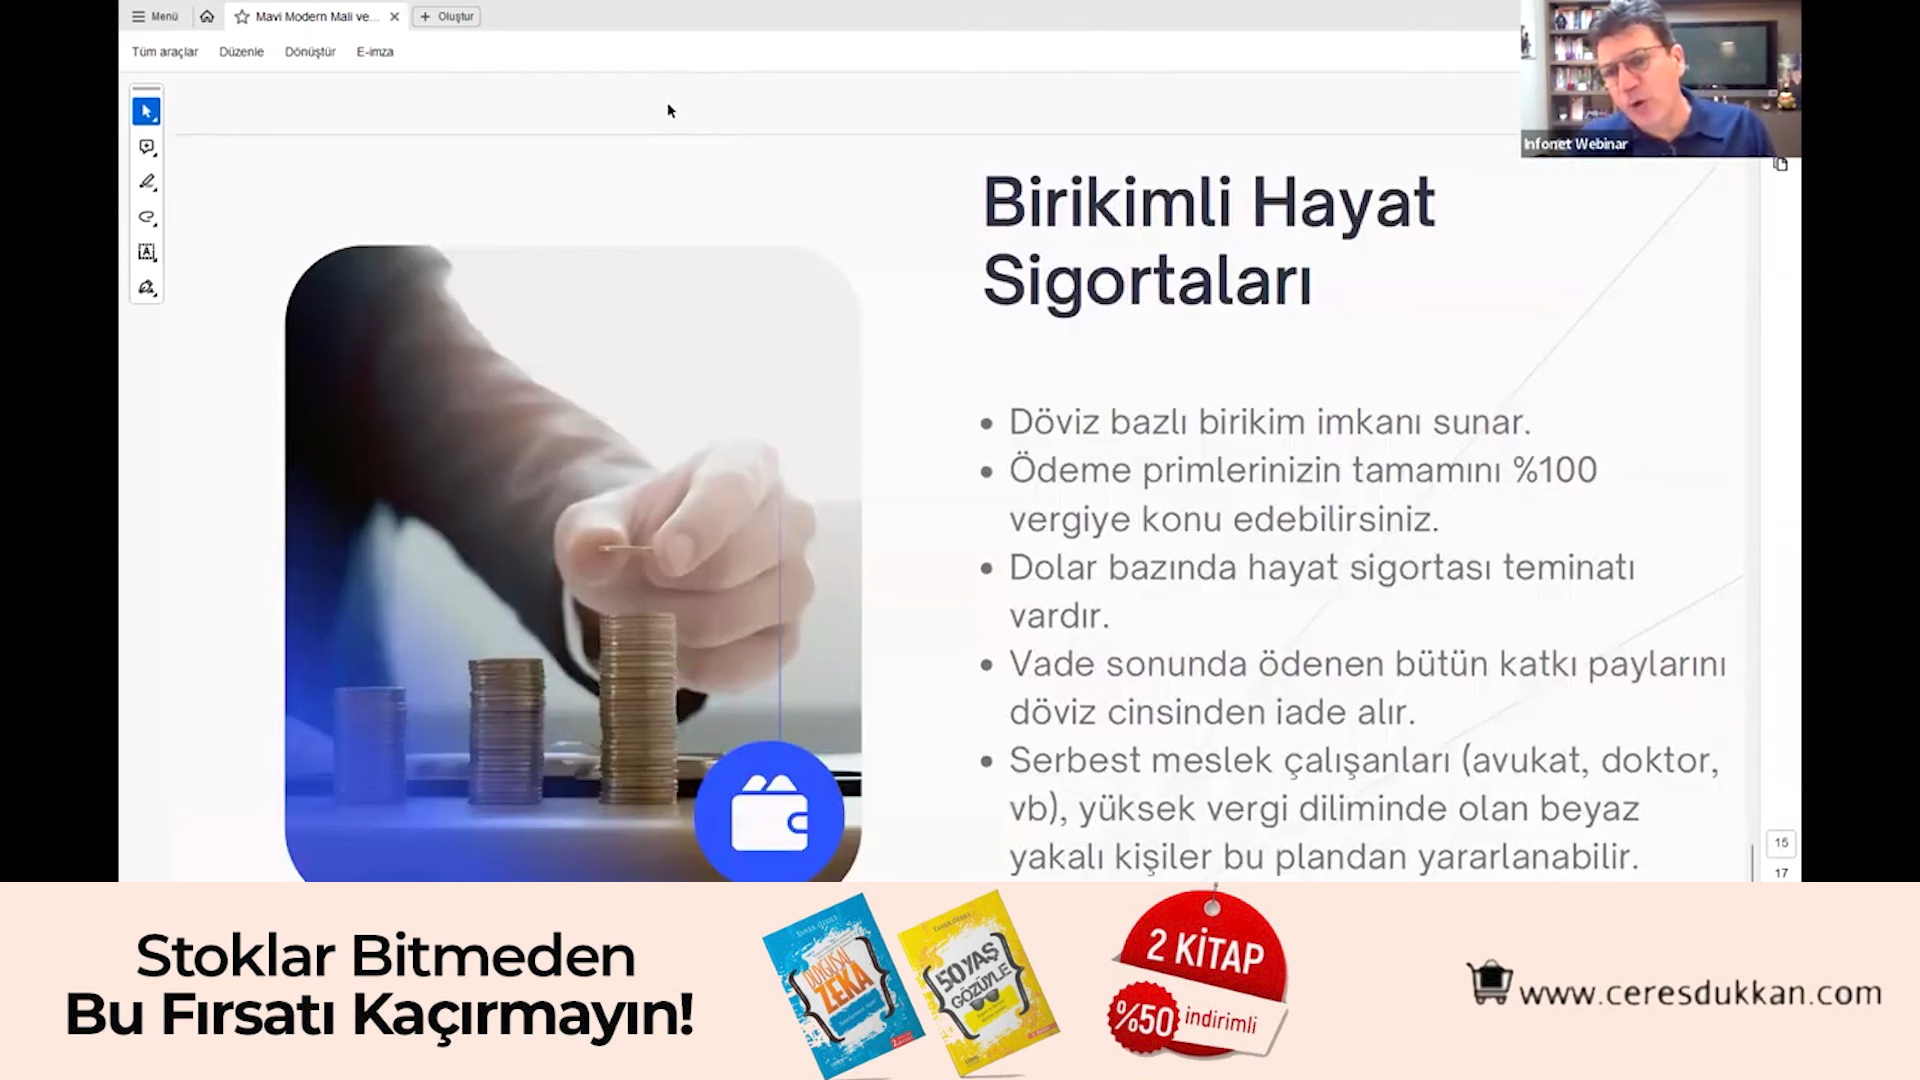 Menü
Mavi Modern Mali ve...
Oluştur
Tüm araçlar Düzenle Dönüştür E-imza
Infonet Webinar
Birikimli Hayat
Sigortaları
• Döviz bazlı birikim imkanı sunar.
• Ödeme primlerinizin tamamını %100
vergiye konu edebilirsiniz.
• Dolar bazında hayat sigortası teminatı
vardır.
• Vade sonunda ödenen bütün katkı paylarını
döviz cinsinden iade alır.
• Serbest meslek çalışanları (avukat, doktor,
vb), yüksek vergi diliminde olan beyaz
yakalı kişiler bu plandan yararlanabilir.
15
17
Stoklar Bitmeden
Bu Fırsatı Kaçırmayın!
DUYGUSAL
ZEKA
50 YAŞ
GÖZÜYLE
2 KİTAP
%50 indirimli
www.ceresdukkan.com